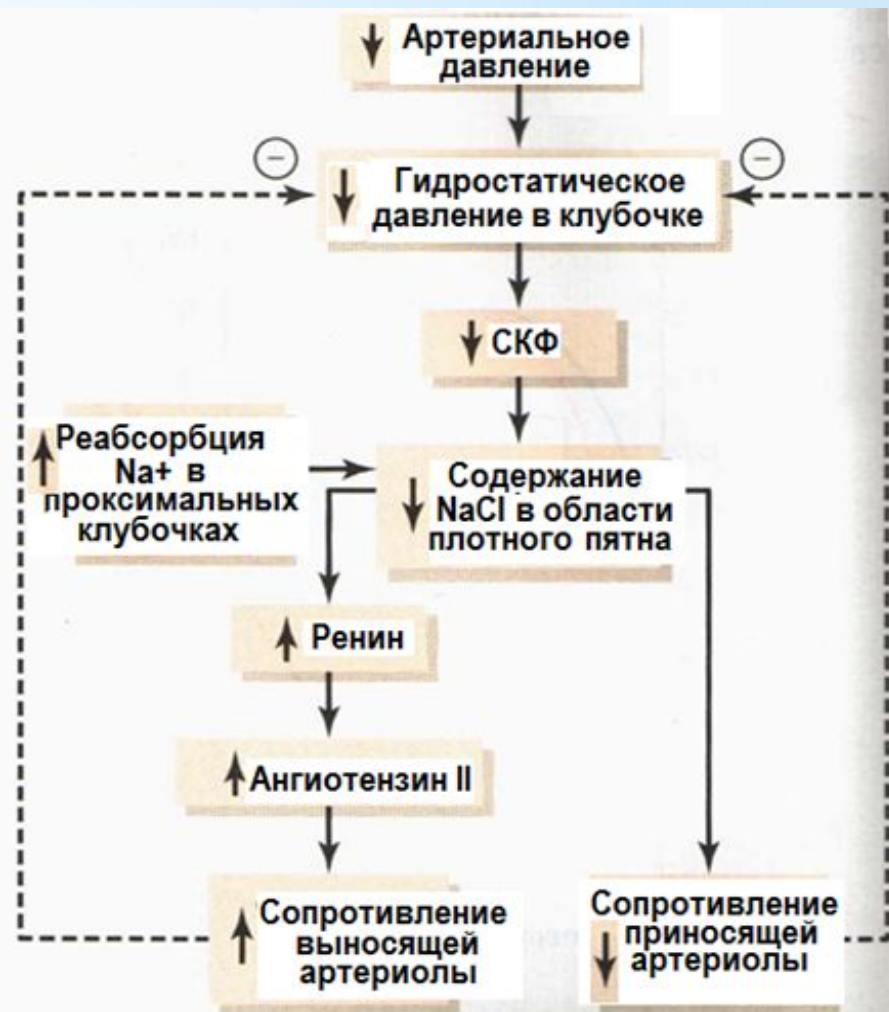 ↓ Артериальное
давление
−
−
↓ Гидростатическое
давление в клубочке
↓ СКФ
↑ Реабсорбция
Na+ в
проксимальных
клубочках
↓ Содержание
NaCl в области
плотного пятна
↑ Ренин
↑ Ангиотензин II
↑ Сопротивление
выносящей
артериолы
Сопротивление
приносящей
↓ артериолы